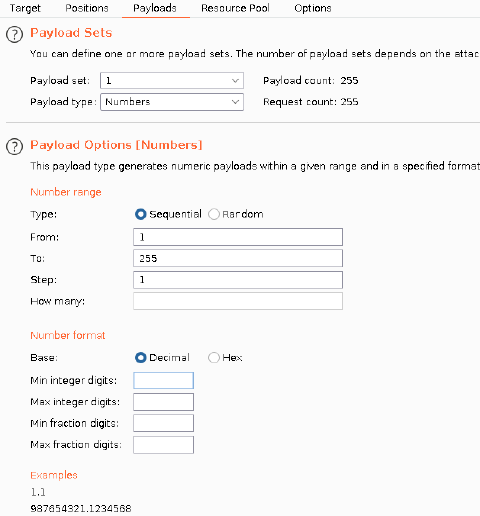 Target Positions Payloads Resource Pool Options
? Payload Sets
You can define one or more payload sets. The number of payload sets depends on the attac
Payload set: 1 Payload count: 255
Payload type: Numbers Request count: 255
? Payload Options [Numbers]
This payload type generates numeric payloads within a given range and in a specified format
Number range
Type: Sequential Random
From: 1
To: 255
Step: 1
How many:
Number format
Base: Decimal Hex
Min integer digits:
Max integer digits:
Min fraction digits:
Max fraction digits:
Examples
1.1
987654321.1234568